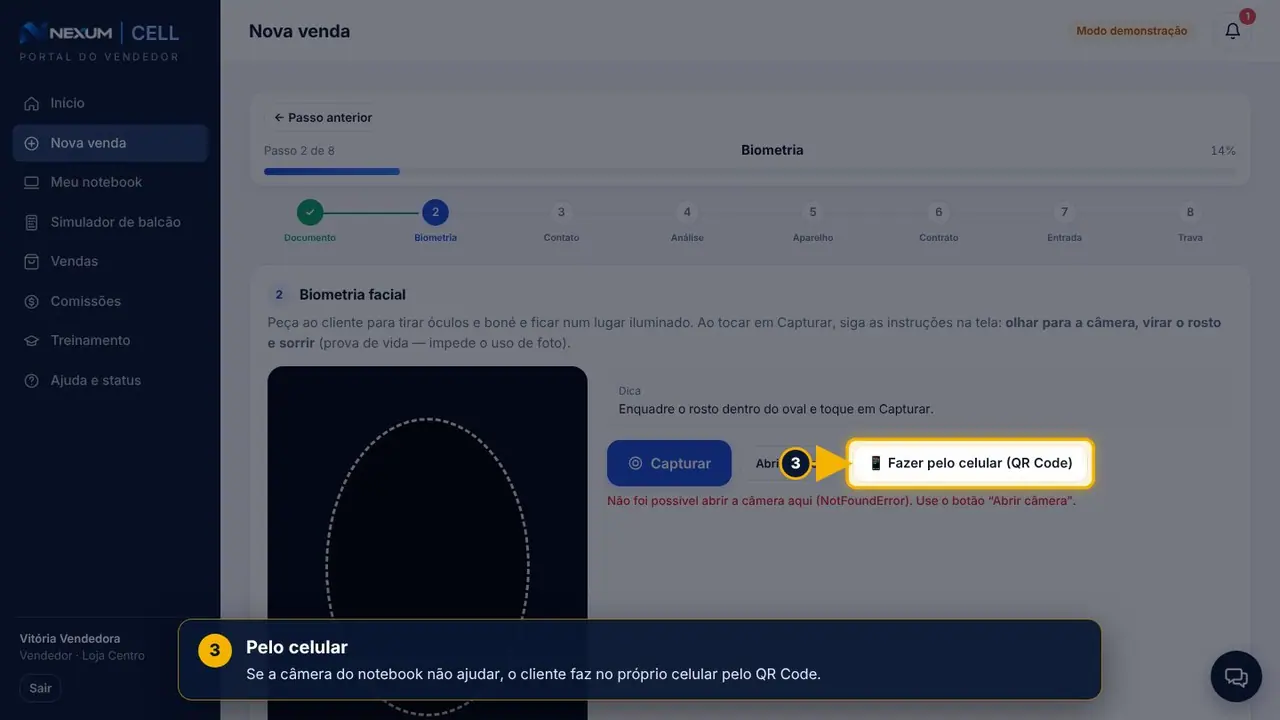 NEXUM | CELL
PORTAL DO VENDEDOR
Início
Nova venda
Meu notebook
Simulador de balcão
Vendas
Comissões
Treinamento
Ajuda e status
Vitória Vendedora
Vendedor · Loja Centro
Sair
Nova venda
Modo demonstração
1
← Passo anterior
Passo 2 de 8
Biometria
14%
2
3
4
5
6
7
8
Documento
Biometria
Contato
Análise
Aparelho
Contrato
Entrada
Trava
2 Biometria facial
Peça ao cliente para tirar óculos e boné e ficar num lugar iluminado. Ao tocar em Capturar, siga as instruções na tela: olhar para a câmera, virar o rosto
e sorrir (prova de vida — impede o uso de foto).
Dica
Enquadre o rosto dentro do oval e toque em Capturar.
Capturar
3
Fazer pelo celular (QR Code)
Não foi possível abrir a câmera aqui (NotFoundError). Use o botão “Abrir câmera”.
3
Pelo celular
Se a câmera do notebook não ajudar, o cliente faz no próprio celular pelo QR Code.